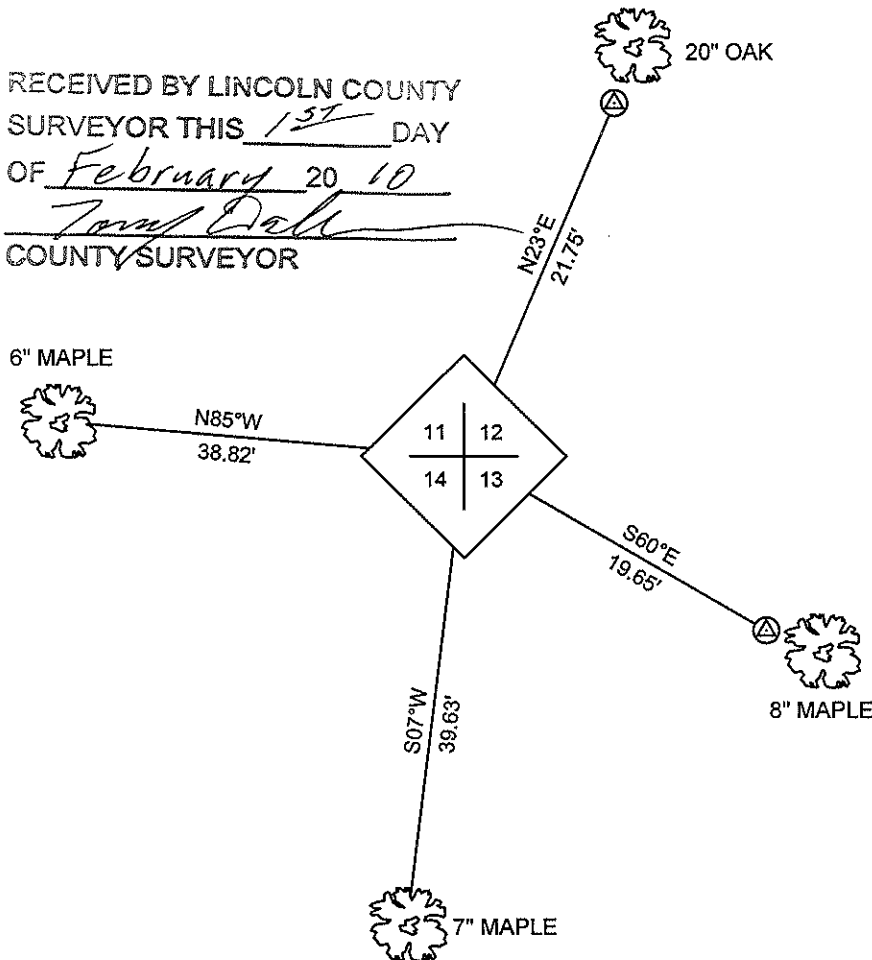 20" OAK
RECEIVED BY LINCOLN COUNTY
SURVEYOR THIS 1ST DAY
OF February 20 10
COUNTY SURVEYOR
N23°E
21.75'
6" MAPLE
N85°W
38.82'
11 12
14 13
S60°E
19.65'
8" MAPLE
S07°W
39.63'
7" MAPLE